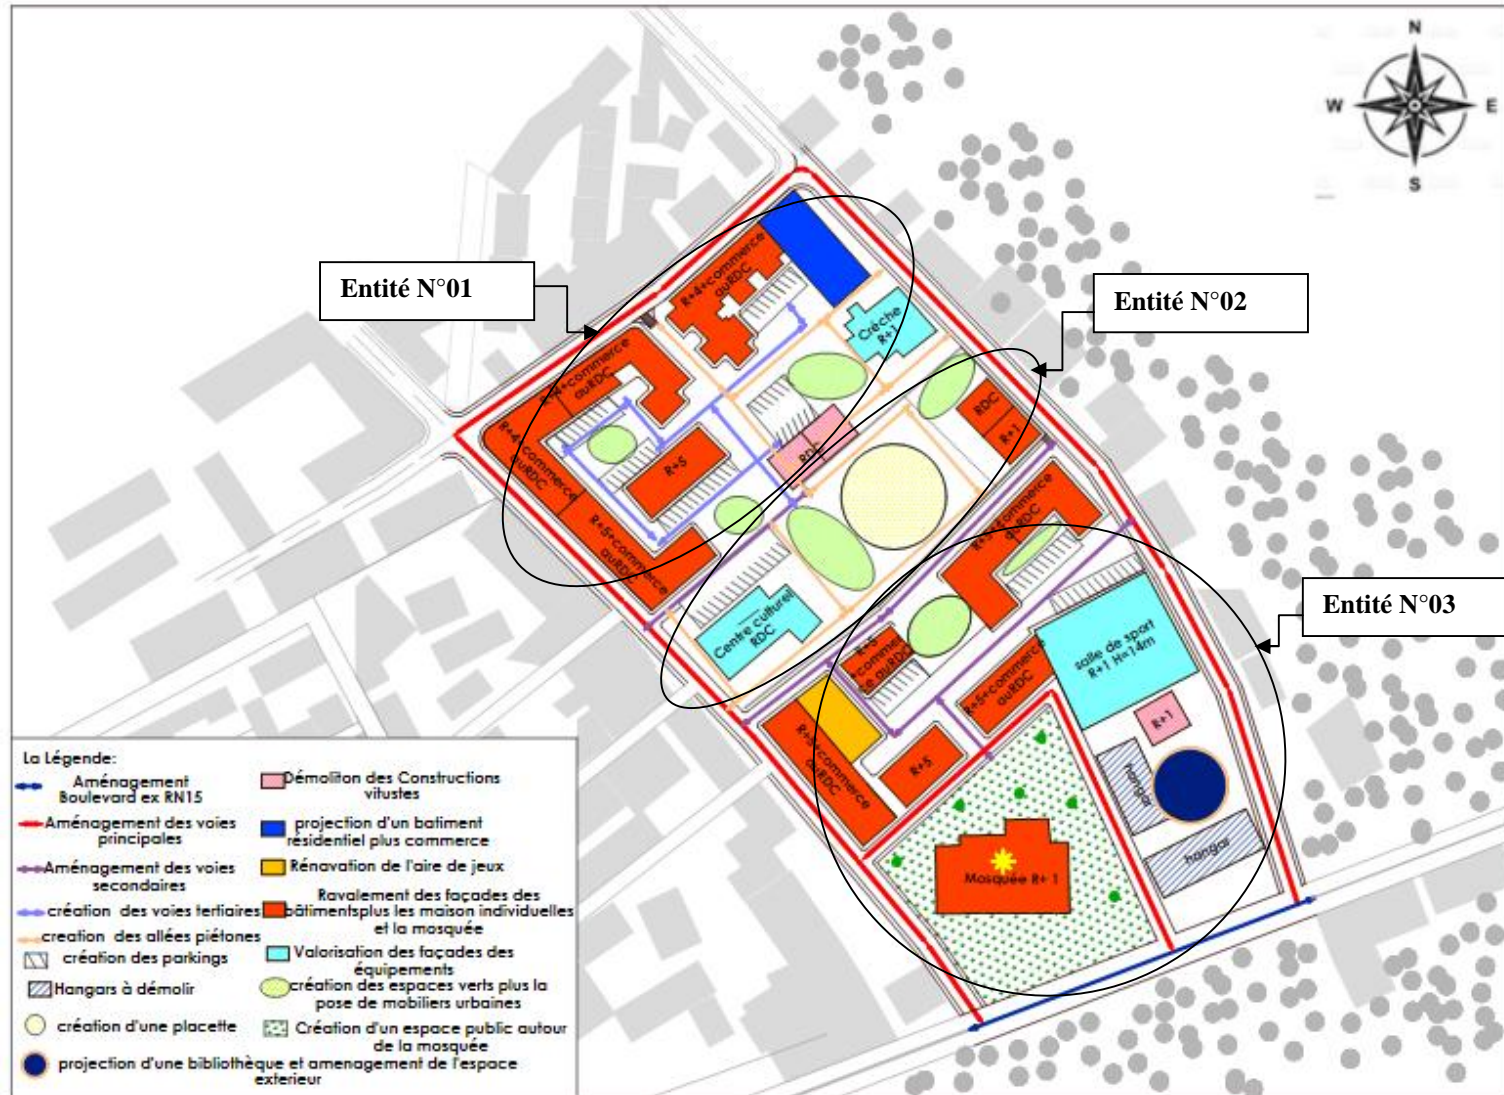 N
W
E
S
Entité N°01
Entité N°02
Entité N°03
R+4+commerce
auRDC
Crèche
R+1
R+4+commerce
auRDC
R+4+commerce
auRDC
R+5
RDC
RDC
R+1
R+5+commerce
auRDC
R+5+commerce
auRDC
Centre culturel
RDC
R+5
+commer
ce auRDC
salle de sport
R+1 H=14m
R+5+commerce
auRDC
R+1
R+5+commerce
auRDC
R+5
hangar
hangar
Mosquée R+ 1
La Légende:
Aménagement
Boulevard ex RN15
Aménagement des voies
principales
Aménagement des voies
secondaires
création des voies tertiaires
creation des allées piétones
création des parkings
Hangars à démolir
création d'une placette
projection d'une bibliothèque et amenagement de l'espace
exterieur
Démoliton des Constructions
vitustes
projection d'un batiment
résidentiel plus commerce
Rénavation de l'aire de jeux
Ravalement des façades des
bâtimentsplus les maison individuelles
et la mosquée
Valorisation des façades des
équipements
création des espaces verts plus la
pose de mobiliers urbaines
Création d'un espace public autour
de la mosquée